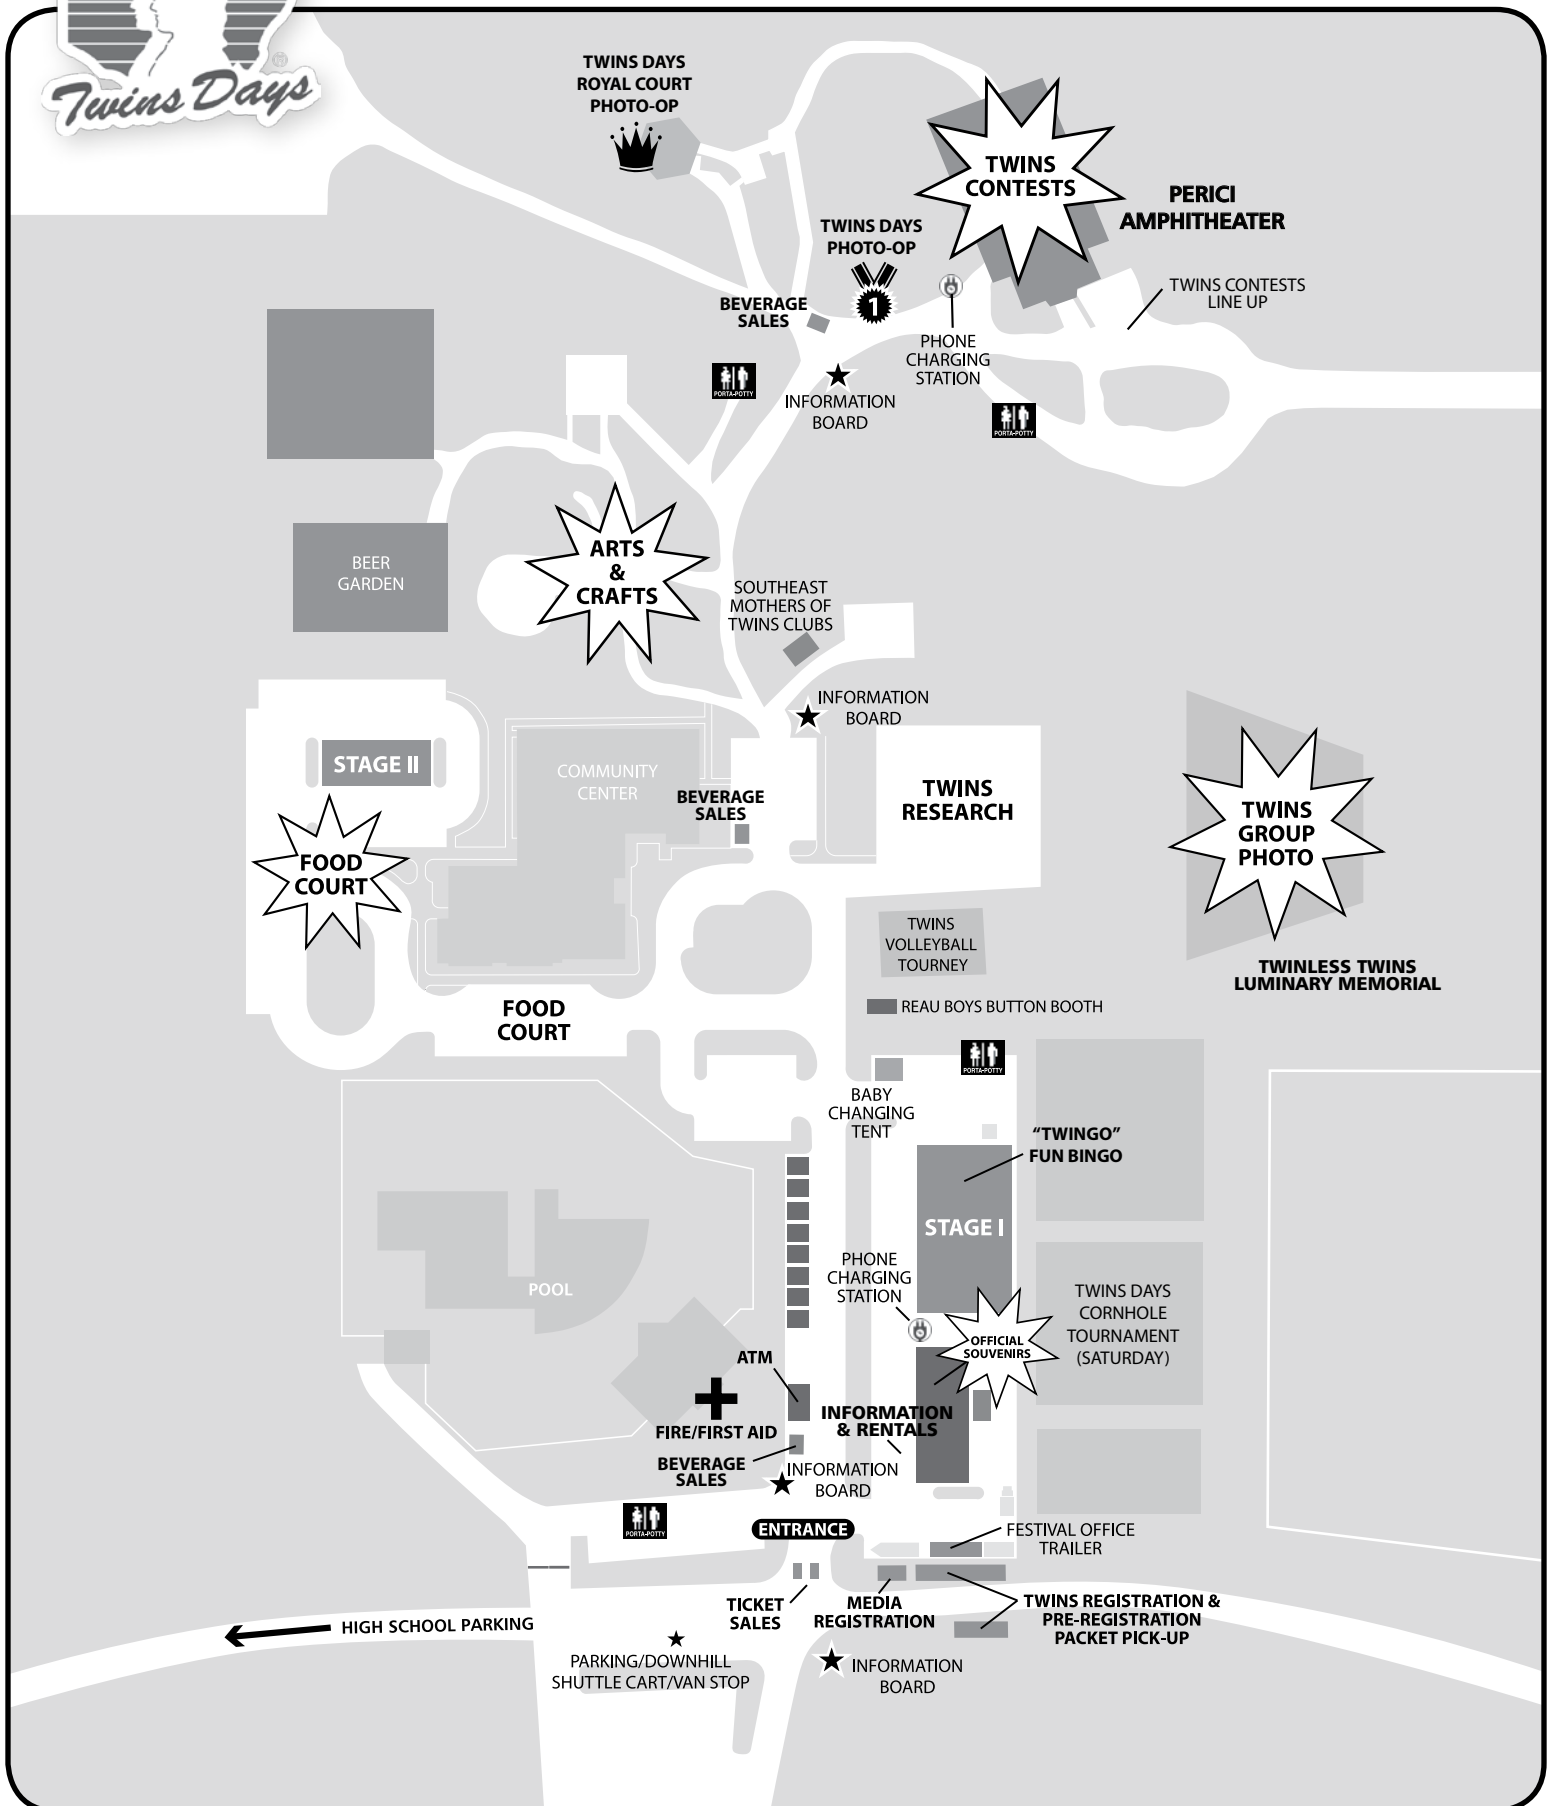 Twins Days
TWINS DAYS
ROYAL COURT
PHOTO-OP
TWINS
CONTESTS
PERICI
AMPHITHEATER
TWINS DAYS
PHOTO-OP
1
TWINS CONTESTS
LINE UP
BEVERAGE
SALES
PHONE
CHARGING
STATION
PORTA-POTTY
INFORMATION
BOARD
PORTA-POTTY
BEER
GARDEN
ARTS
&
CRAFTS
SOUTHEAST
MOTHERS OF
TWINS CLUBS
INFORMATION
BOARD
STAGE II
COMMUNITY
CENTER
BEVERAGE
SALES
TWINS
RESEARCH
TWINS
GROUP
PHOTO
FOOD
COURT
TWINS
VOLLEYBALL
TOURNEY
TWINLESS TWINS
LUMINARY MEMORIAL
FOOD
COURT
REAU BOYS BUTTON BOOTH
PORTA-POTTY
BABY
CHANGING
TENT
"TWINGO"
FUN BINGO
STAGE I
POOL
PHONE
CHARGING
STATION
TWINS DAYS
CORNHOLE
TOURNAMENT
(SATURDAY)
OFFICIAL
SOUVENIRS
ATM
FIRE/FIRST AID
INFORMATION
& RENTALS
BEVERAGE
SALES
INFORMATION
BOARD
PORTA-POTTY
ENTRANCE
FESTIVAL OFFICE
TRAILER
TICKET
SALES
MEDIA
REGISTRATION
TWINS REGISTRATION &
PRE-REGISTRATION
PACKET PICK-UP
HIGH SCHOOL PARKING
PARKING/DOWNHILL
SHUTTLE CART/VAN STOP
INFORMATION
BOARD